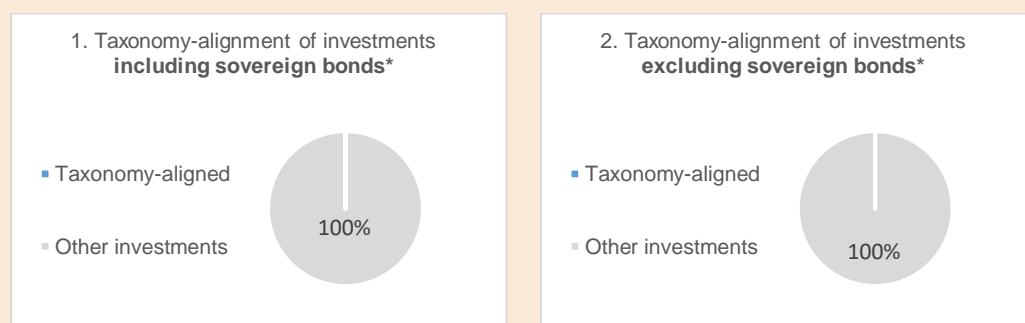 1. Taxonomy-alignment of investments
including sovereign bonds*
Taxonomy-aligned
Other investments
100%
2. Taxonomy-alignment of investments
excluding sovereign bonds*
Taxonomy-aligned
Other investments
100%